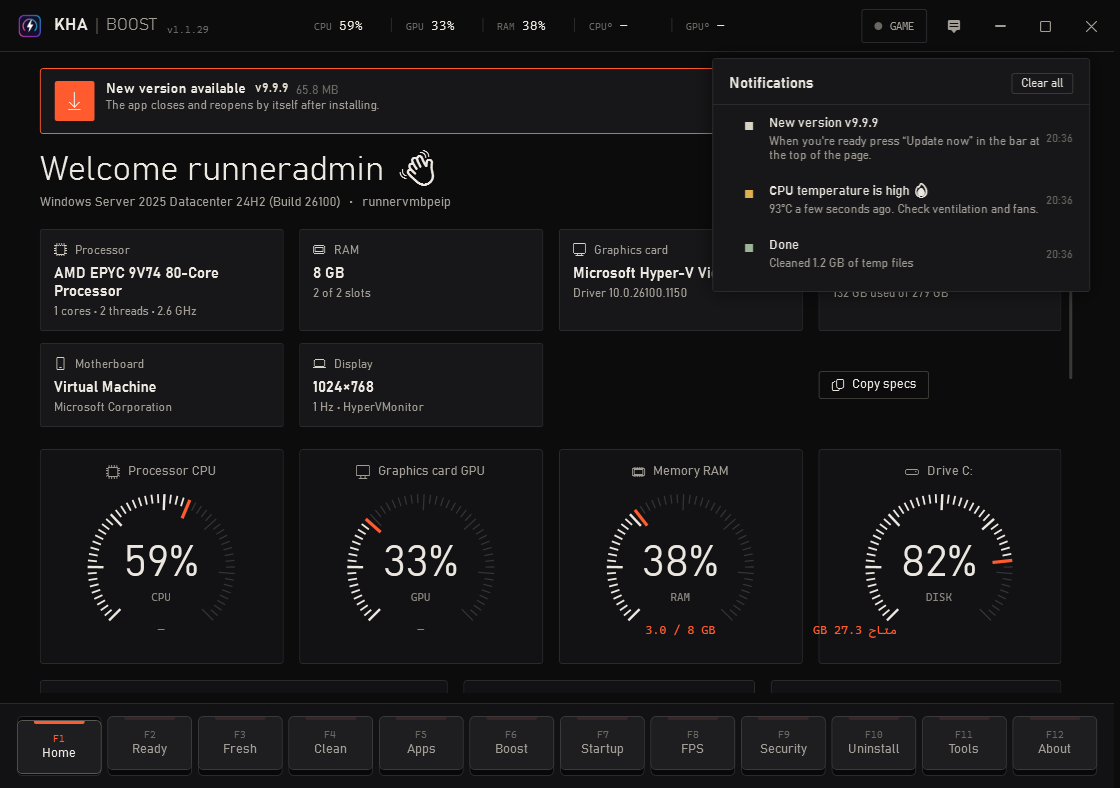 KHA | BOOST v1.1.29
CPU 59% GPU 33% RAM 38% CPU° — GPU° —
GAME
New version available v9.9.9 65.8 MB
The app closes and reopens by itself after installing.
Notifications
Clear all
New version v9.9.9
When you're ready press “Update now” in the bar at the top of the page.
20:36
CPU temperature is high
93°C a few seconds ago. Check ventilation and fans.
20:36
Done
Cleaned 1.2 GB of temp files
20:36
Welcome runneradmin
Windows Server 2025 Datacenter 24H2 (Build 26100) • runnervmbpeip
Processor
AMD EPYC 9V74 80-Core
Processor
1 cores • 2 threads • 2.6 GHz
RAM
8 GB
2 of 2 slots
Graphics card
Microsoft Hyper-V
Driver 10.0.26100.1150
132 GB used of 279 GB
Motherboard
Virtual Machine
Microsoft Corporation
Display
1024×768
1 Hz • HyperVMonitor
Copy specs
Processor CPU
59%
CPU
—
Graphics card GPU
33%
GPU
—
Memory RAM
38%
RAM
3.0 / 8 GB
Drive C:
82%
DISK
متاح 27.3 GB
F1 Home
F2 Ready
F3 Fresh
F4 Clean
F5 Apps
F6 Boost
F7 Startup
F8 FPS
F9 Security
F10 Uninstall
F11 Tools
F12 About